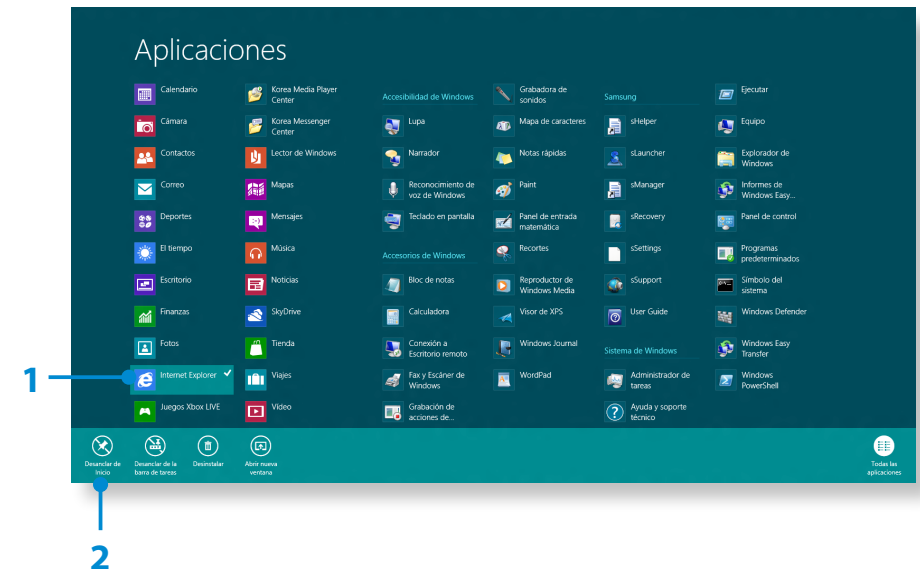 Aplicaciones
Calendario
Cámara
Contactos
Correo
Deportes
El tiempo
Escritorio
Finanzas
Fotos
Internet Explorer
Juegos Xbox LIVE
Korea Media Player
Center
Korea Messenger
Center
Lector de Windows
Mapas
Mensajes
Música
Noticias
SkyDrive
Tienda
Viajes
Vídeo
Accesibilidad de Windows
Lupa
Narrador
Reconocimiento de
voz de Windows
Teclado en pantalla
Accesorios de Windows
Bloc de notas
Calculadora
Conexión a
Escritorio remoto
Fax y Escáner de
Windows
Grabación de
acciones de...
Grabadora de
sonidos
Mapa de caracteres
Notas rápidas
Paint
Panel de entrada
matemática
Recortes
Reproductor de
Windows Media
Visor de XPS
Windows Journal
WordPad
Samsung
sHelper
sLauncher
sManager
sRecovery
sSettings
sSupport
User Guide
Sistema de Windows
Administrador de
tareas
Ayuda y soporte
técnico
Ejecutar
Equipo
Explorador de
Windows
Informes de
Windows Easy...
Panel de control
Programas
predeterminados
Símbolo del
sistema
Windows Defender
Windows Easy
Transfer
Windows
PowerShell
1
Desanclar de
Inicio
Desanclar de la
barra de tareas
Desinstalar
Abrir nueva
ventana
Todas las
aplicaciones
2